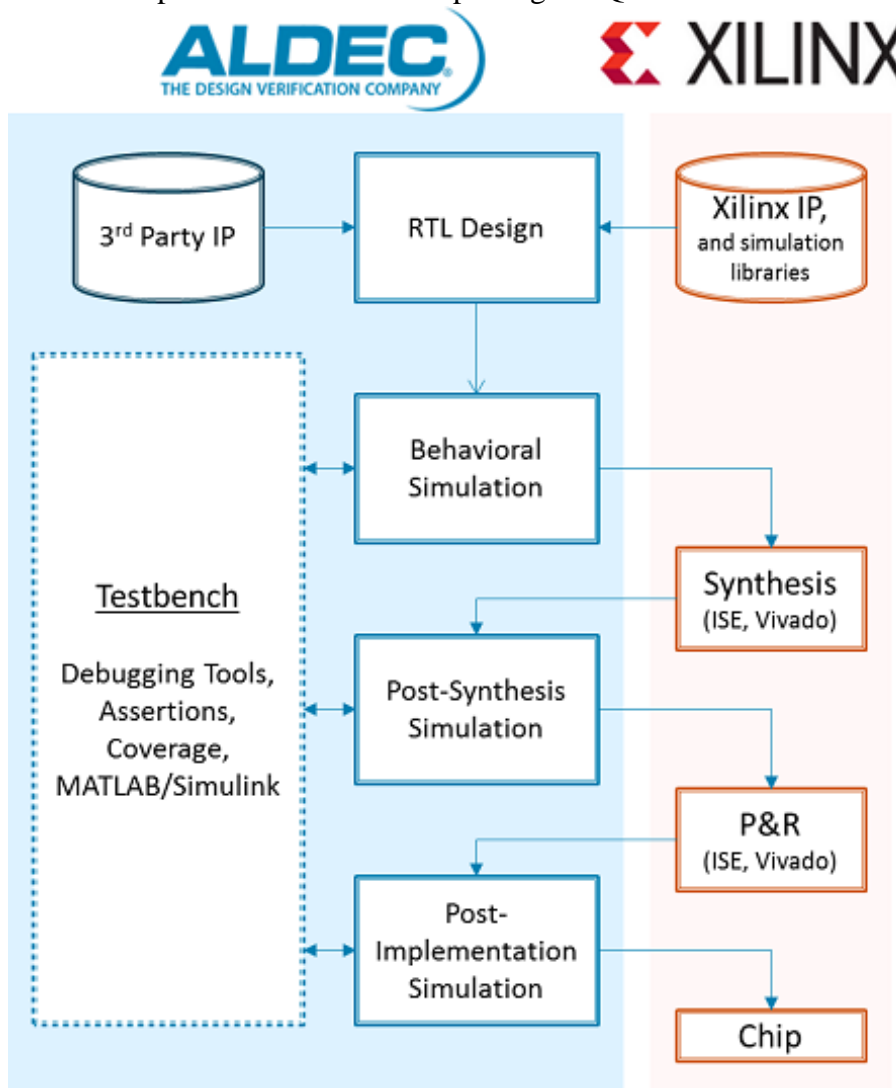 ALDEC
THE DESIGN VERIFICATION COMPANY
XILINX
3rd Party IP
RTL Design
Xilinx IP,
and simulation
libraries
Behavioral
Simulation
Synthesis
(ISE, Vivado)
Testbench
Debugging Tools,
Assertions,
Coverage,
MATLAB/Simulink
Post-Synthesis
Simulation
P&R
(ISE, Vivado)
Post-
Implementation
Simulation
Chip